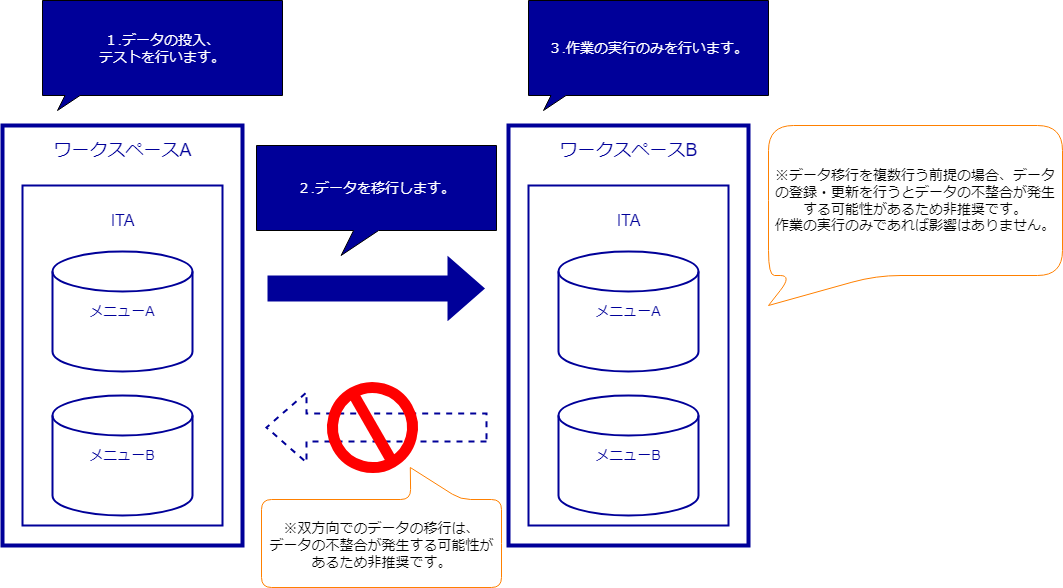 １.データの投入、
テストを行います。
３.作業の実行のみを行います。
ワークスペースA
ITA
メニューA
メニューB
２.データを移行します。
ワークスペースB
ITA
メニューA
メニューB
※データ移行を複数行う前提の場合、データ
の登録・更新を行うとデータの不整合が発生
する可能性があるため非推奨です。
作業の実行のみであれば影響はありません。
※双方向でのデータの移行は、
データの不整合が発生する可能性が
あるため非推奨です。